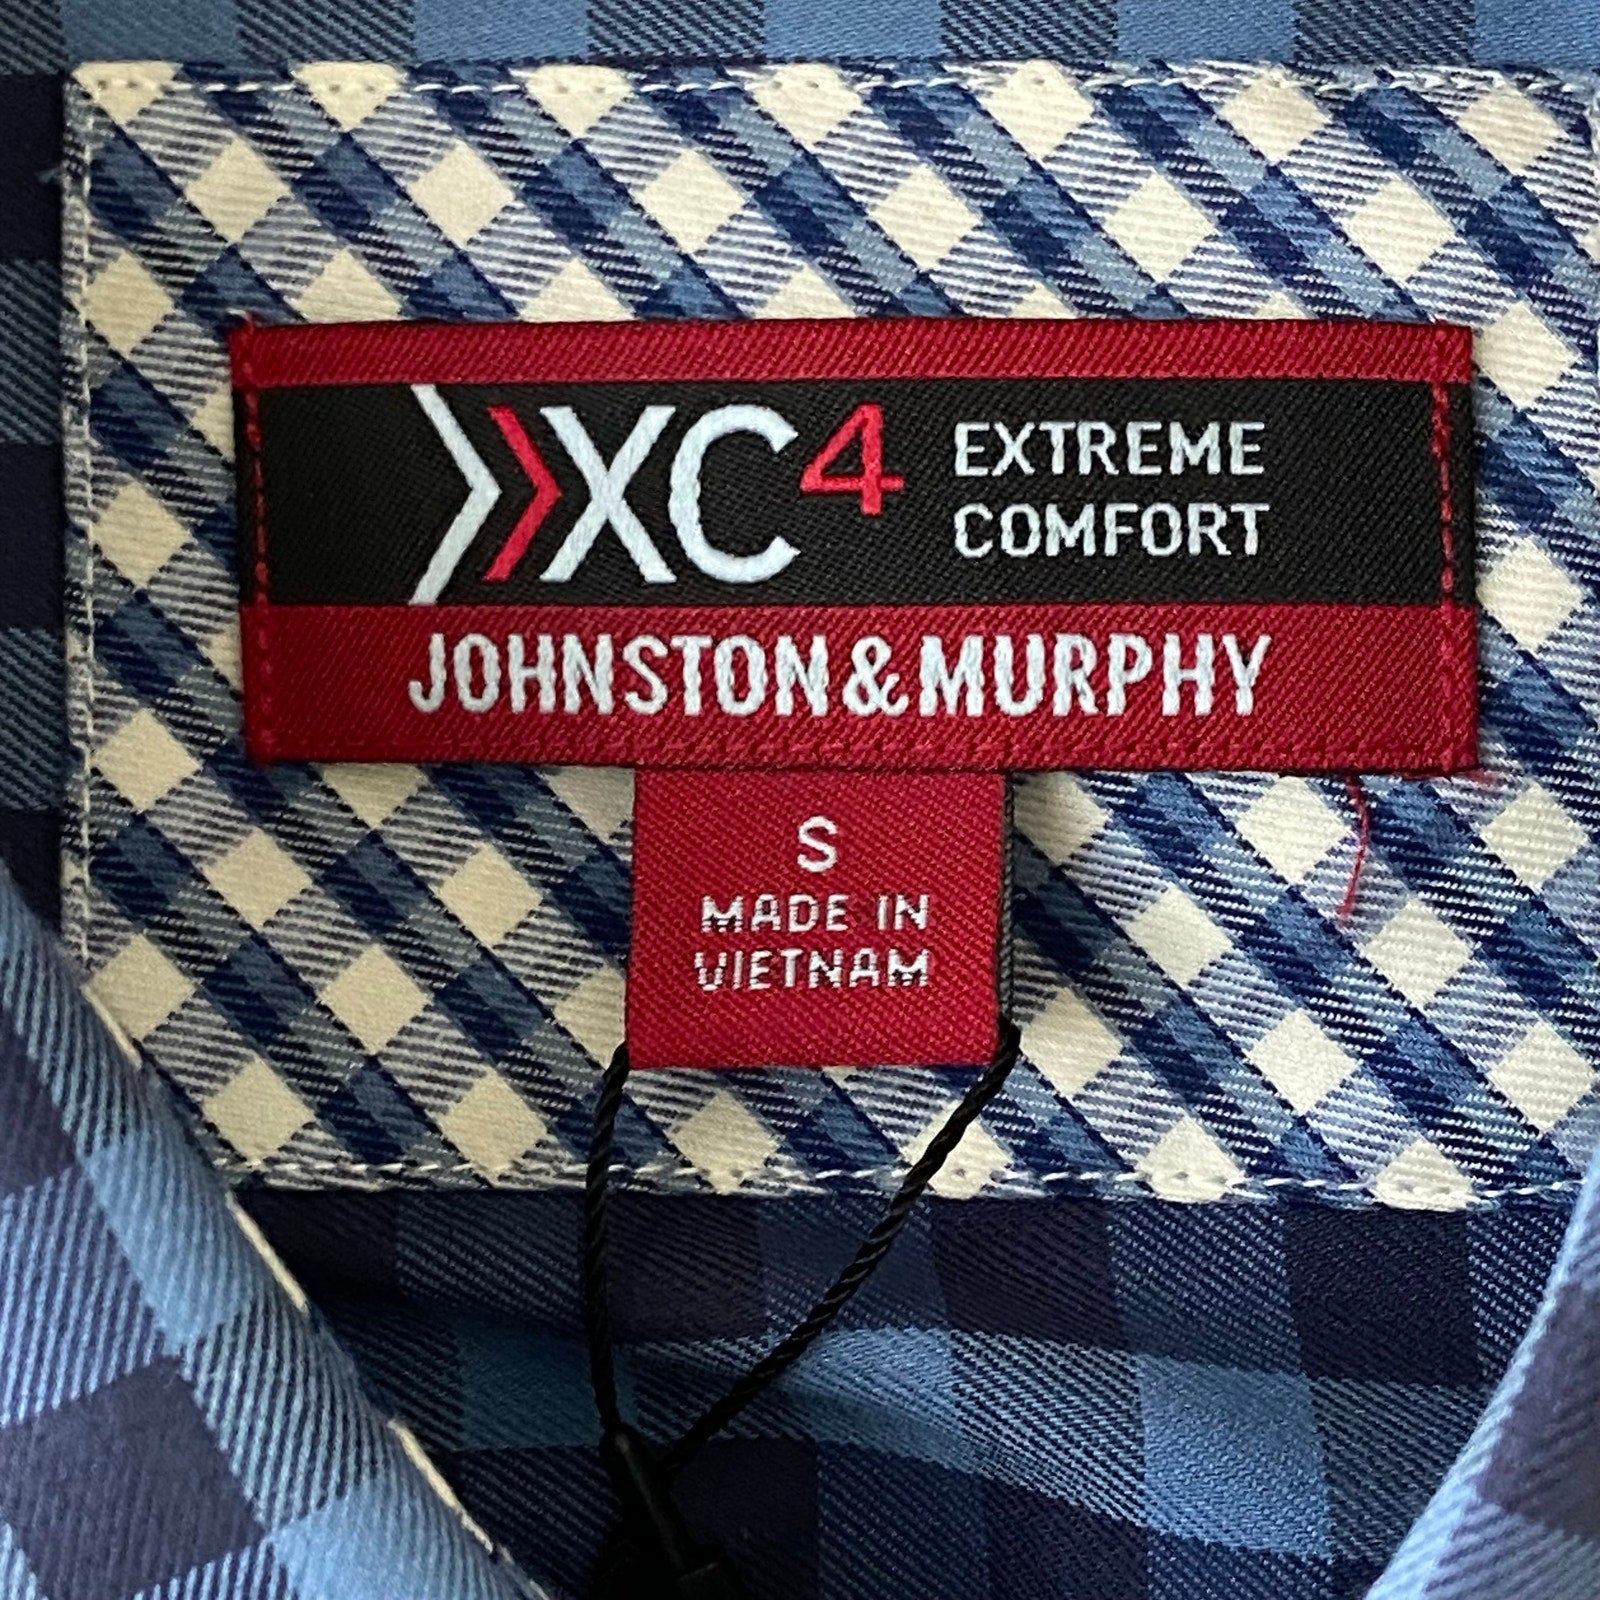 XC4 EXTREME
COMFORT
JOHNSTON & MURPHY
S
MADE IN
VIETNAM